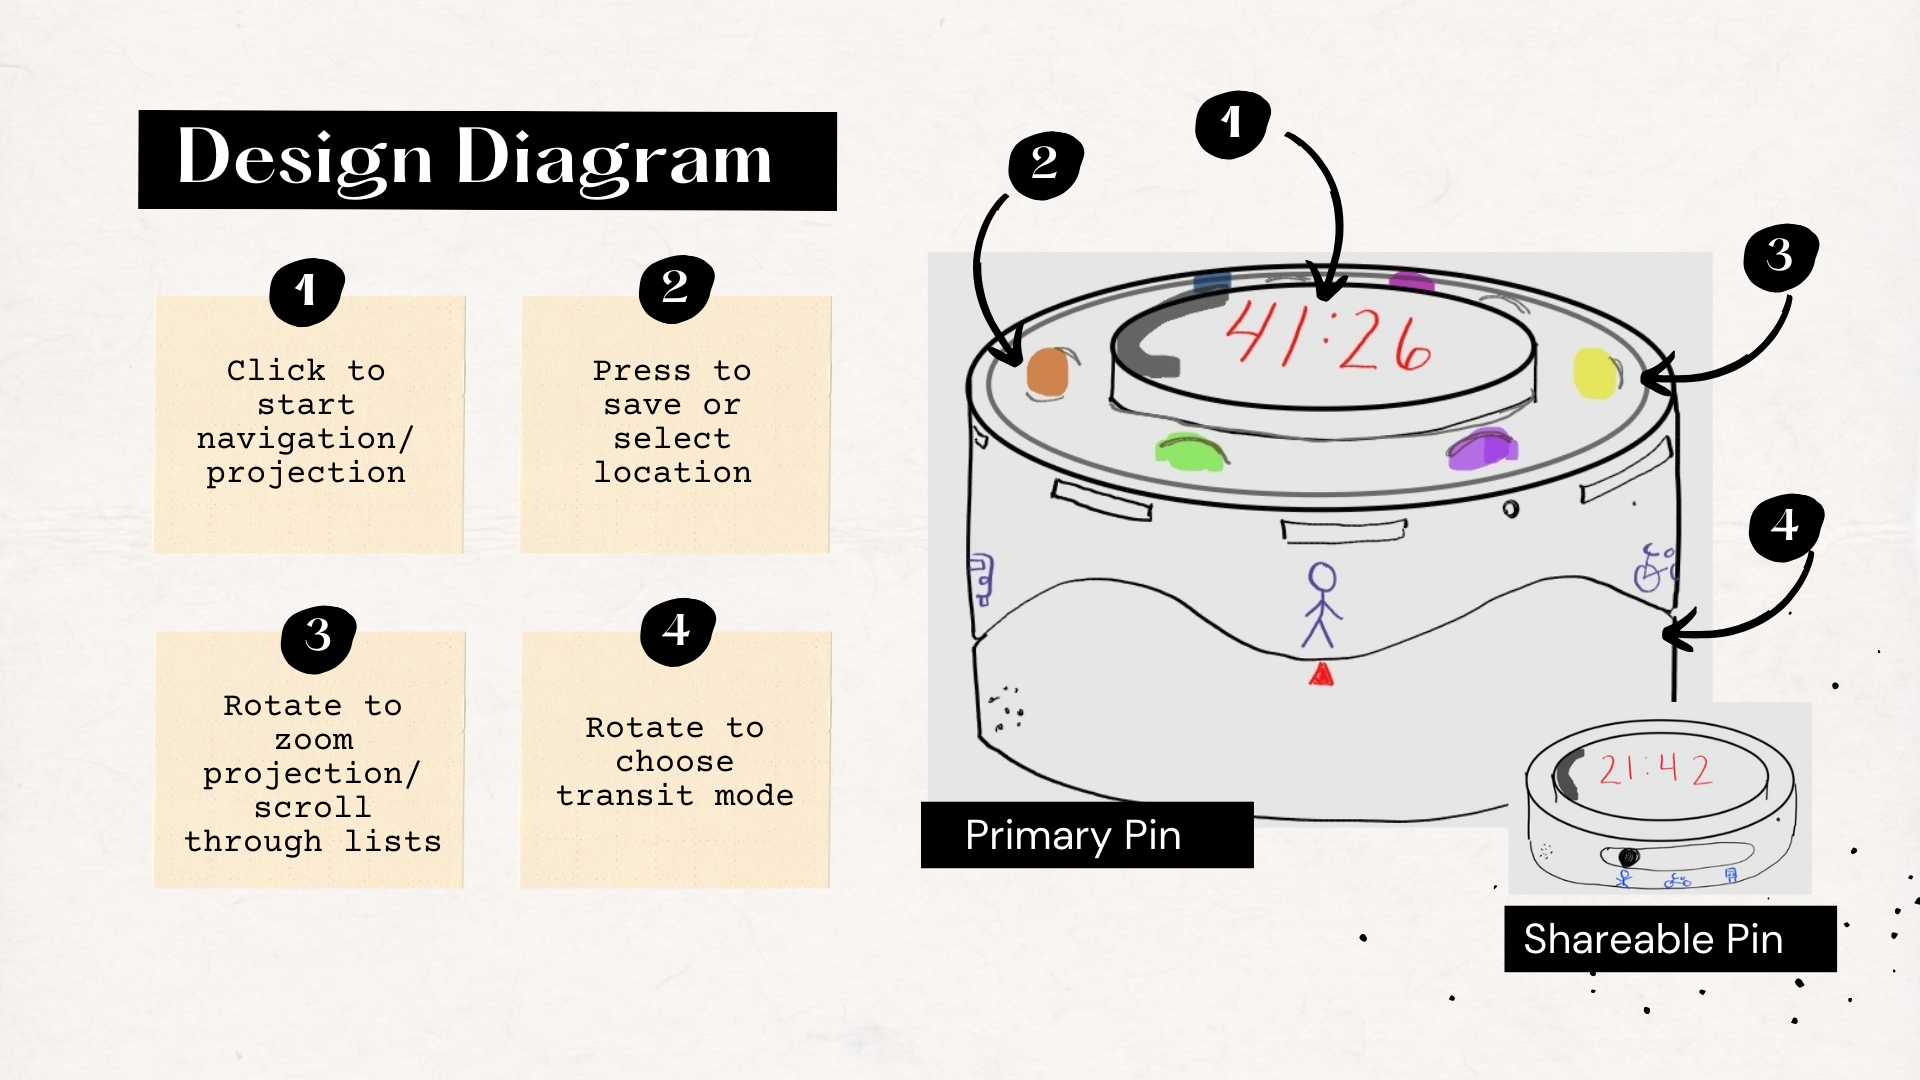 Design Diagram
1
Click to
start
navigation/
projection
2
Press to
save or
select
location
3
Rotate to
zoom
projection/
scroll
through lists
4
Rotate to
choose
transit mode
1
2
3
4
41:26
Primary Pin
21:42
Shareable Pin